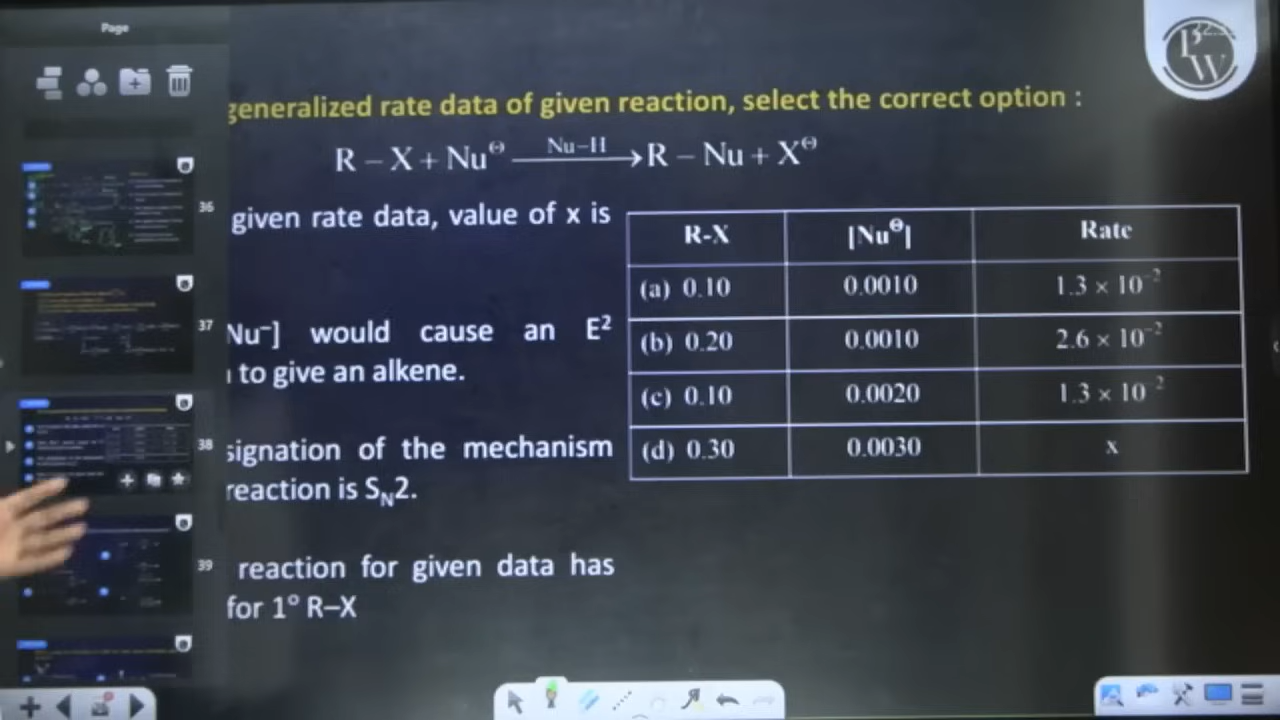 Page
generalized rate data of given reaction, select the correct option :
R – X + Nu⊖ Nu–H → R – Nu + X⊖
given rate data, value of x is
Nu⁻] would cause an E²
to give an alkene.
signation of the mechanism
reaction is S_N2.
reaction for given data has
for 1° R–X
R-X [Nu⊖] Rate
(a) 0.10 0.0010 1.3 × 10⁻²
(b) 0.20 0.0010 2.6 × 10⁻²
(c) 0.10 0.0020 1.3 × 10⁻²
(d) 0.30 0.0030 x
36
37
38
39
PW